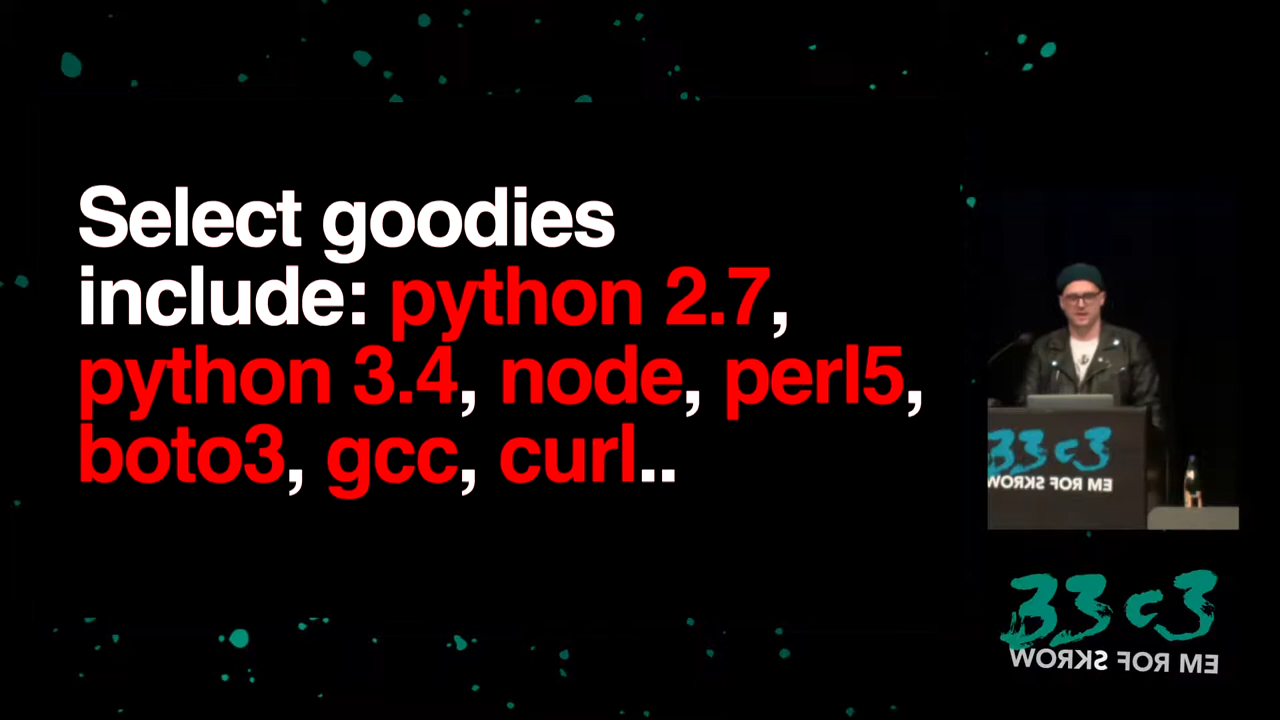 Select goodies
include: python 2.7,
python 3.4, node, perl5,
boto3, gcc, curl..
33c3
WORKS FOR ME
33c3
WORKS FOR ME